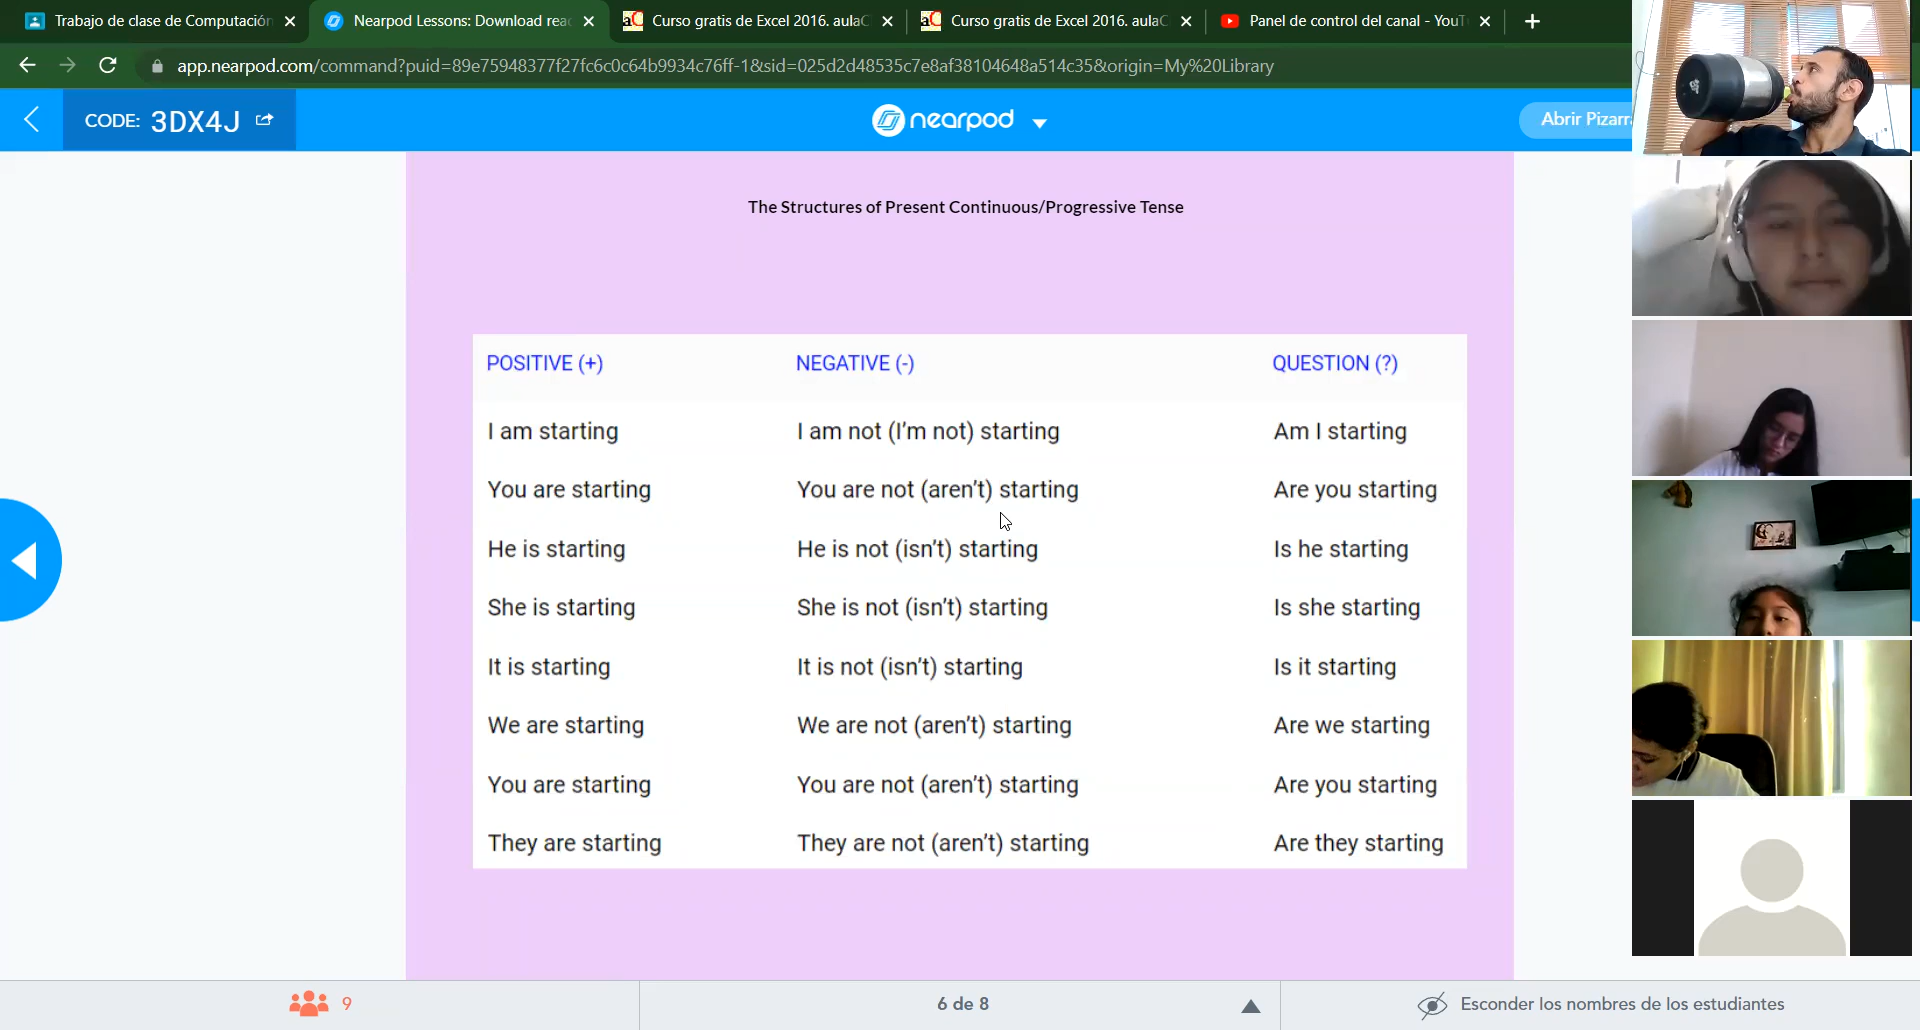 Trabajo de clase de Computación
Nearpod Lessons: Download rea
Curso gratis de Excel 2016. aulaC
Curso gratis de Excel 2016. aulaC
Panel de control del canal - YouT
app.nearpod.com/command?puid=89e75948377f27fc6c0c64b9934c76ff-1&sid=025d2d48535c7e8af38104648a514c35&origin=My%20Library
CODE: 3DX4J
nearpod
Abrir Pizarr
The Structures of Present Continuous/Progressive Tense
POSITIVE (+) NEGATIVE (-) QUESTION (?)
I am starting I am not (I'm not) starting Am I starting
You are starting You are not (aren't) starting Are you starting
He is starting He is not (isn't) starting Is he starting
She is starting She is not (isn't) starting Is she starting
It is starting It is not (isn't) starting Is it starting
We are starting We are not (aren't) starting Are we starting
You are starting You are not (aren't) starting Are you starting
They are starting They are not (aren't) starting Are they starting
9
6 de 8
Esconder los nombres de los estudiantes